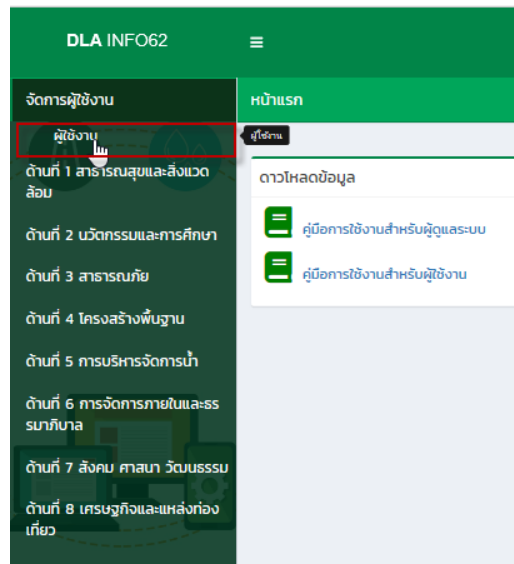 DLA INFO62
จัดการผู้ใช้งาน
หน้าแรก
ผู้ใช้งาน
ผู้ใช้งาน
ด้านที่ 1 สาธารณสุขและสิ่งแวด
ล้อม
ดาวโหลดข้อมูล
คู่มือการใช้งานสำหรับผู้ดูแลระบบ
คู่มือการใช้งานสำหรับผู้ใช้งาน
ด้านที่ 2 นวัตกรรมและการศึกษา
ด้านที่ 3 สาธารณภัย
ด้านที่ 4 โครงสร้างพื้นฐาน
ด้านที่ 5 การบริหารจัดการน้ำ
ด้านที่ 6 การจัดการภายในและธร
รมาภิบาล
ด้านที่ 7 สังคม ศาสนา วัฒนธรรม
ด้านที่ 8 เศรษฐกิจและแหล่งท่อง
เที่ยว